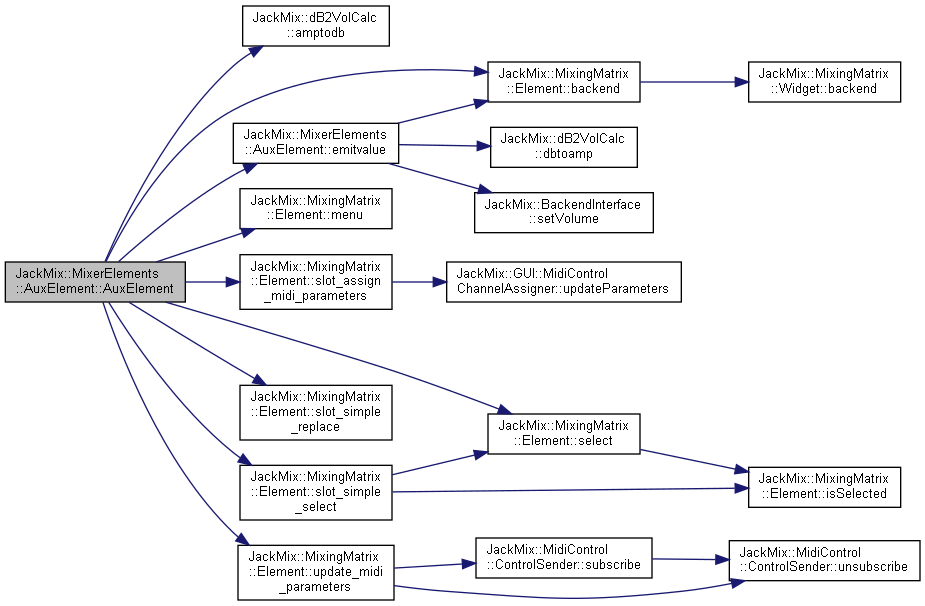 JackMix::dB2VolCalc
::amptodb
JackMix::MixingMatrix
::Element::backend
JackMix::MixingMatrix
::Widget::backend
JackMix::MixerElements
::AuxElement::emitvalue
JackMix::dB2VolCalc
::dbtoamp
JackMix::MixingMatrix
::Element::menu
JackMix::BackendInterface
::setVolume
JackMix::MixerElements
::AuxElement::AuxElement
JackMix::MixingMatrix
::Element::slot_assign
_midi_parameters
JackMix::GUI::MidiControl
ChannelAssigner::updateParameters
JackMix::MixingMatrix
::Element::slot_simple
_replace
JackMix::MixingMatrix
::Element::select
JackMix::MixingMatrix
::Element::slot_simple
_select
JackMix::MixingMatrix
::Element::isSelected
JackMix::MixingMatrix
::Element::update_midi
_parameters
JackMix::MidiControl
::ControlSender::subscribe
JackMix::MidiControl
::ControlSender::unsubscribe